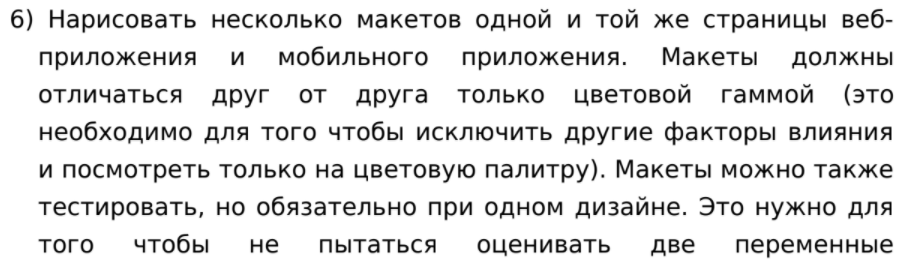 6) Нарисовать несколько макетов одной и той же страницы веб-
приложения и мобильного приложения. Макеты должны
отличаться друг от друга только цветовой гаммой (это
необходимо для того чтобы исключить другие факторы влияния
и посмотреть только на цветовую палитру). Макеты можно также
тестировать, но обязательно при одном дизайне. Это нужно для
того чтобы не пытаться оценивать две переменные